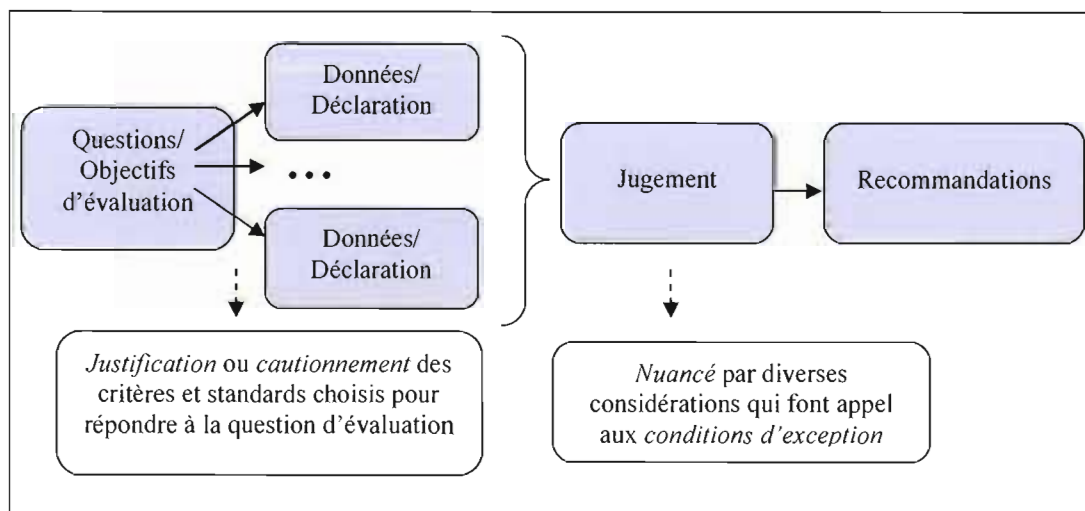 Questions/
Objectifs
d'évaluation
Données/
Déclaration
...
Données/
Déclaration
Jugement
Recommandations
Justification ou cautionnement des
critères et standards choisis pour
répondre à la question d'évaluation
Nuancé par diverses
considérations qui font appel
aux conditions d'exception